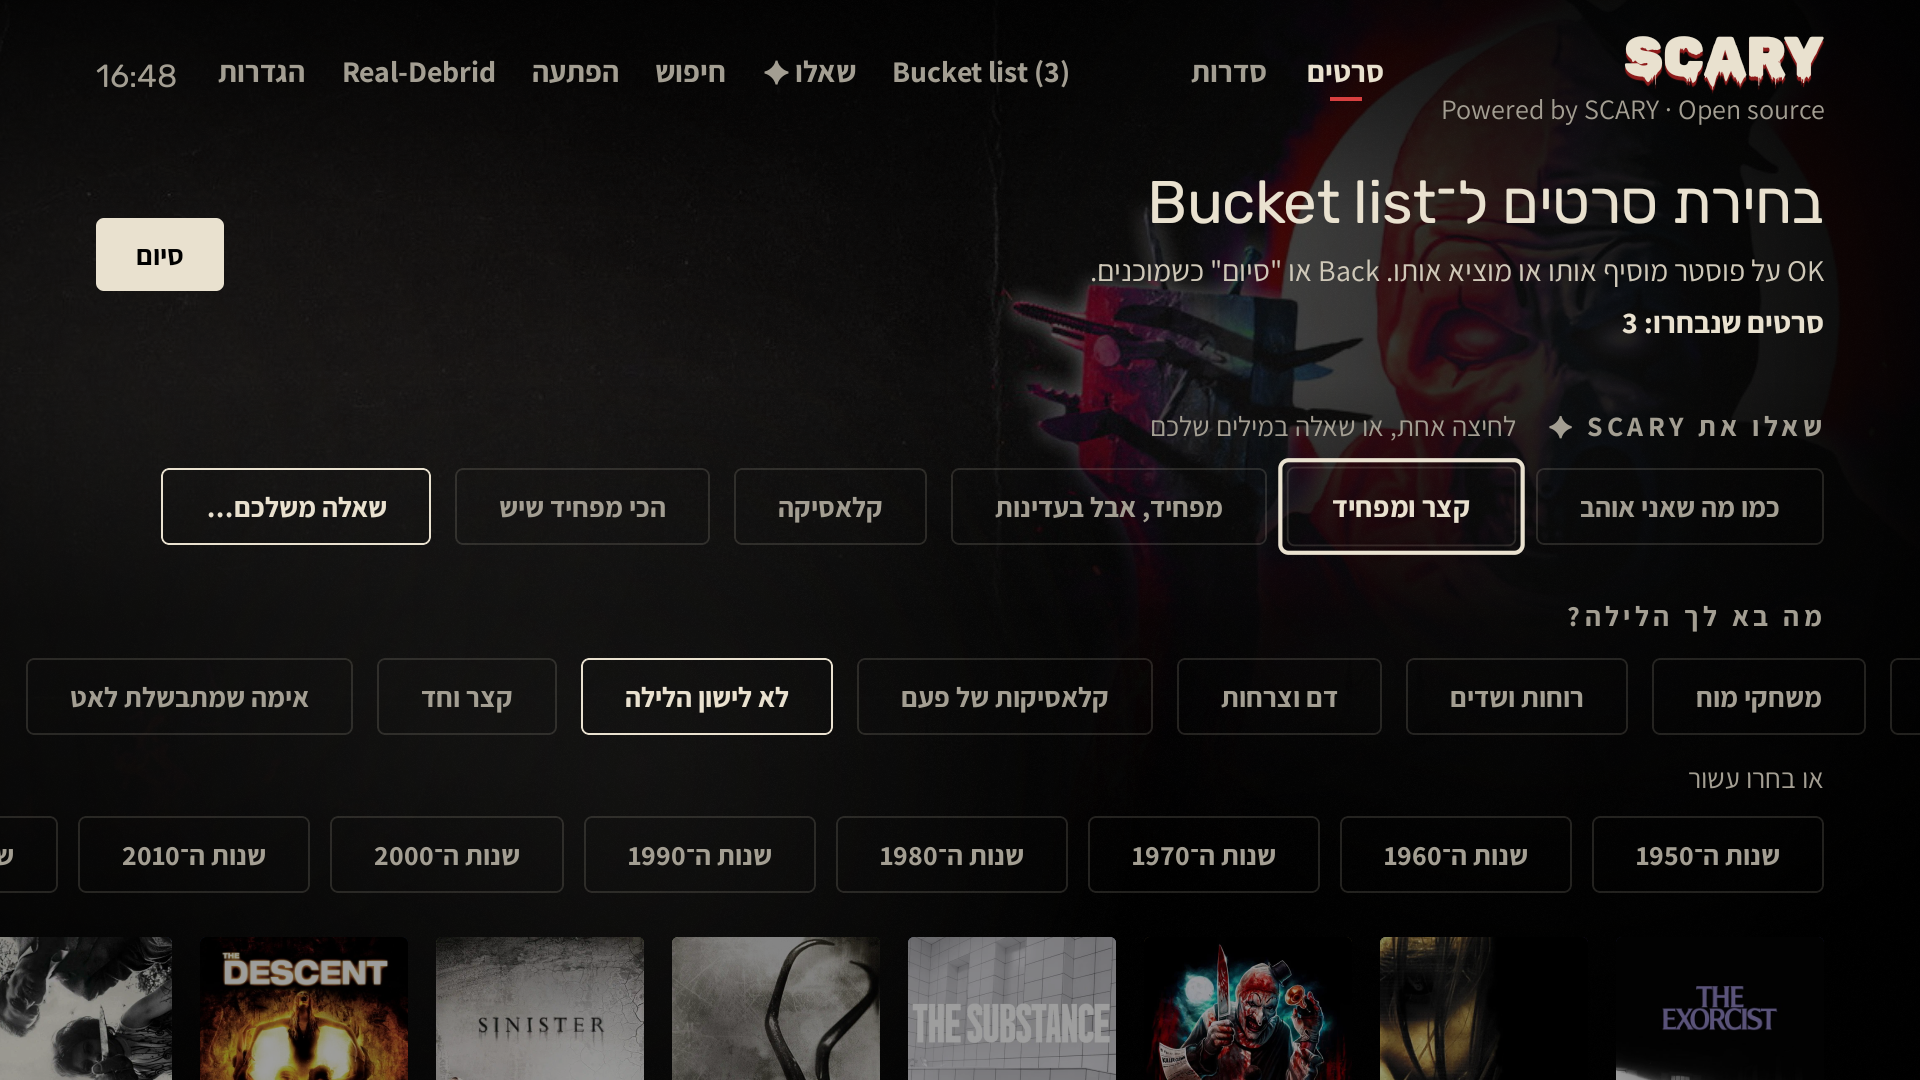 SCARY
Powered by SCARY · Open source
סרטים
סדרות
Bucket list (3)
שאלו
חיפוש
הפתעה
Real-Debrid
הגדרות
16:48
בחירת סרטים ל־Bucket list
OK על פוסטר מוסיף אותו או מוציא אותו. Back או "סיום" כשמוכנים.
סרטים שנבחרו: 3
סיום
שאלו את SCARY
לחיצה אחת, או שאלה במילים שלכם
כמו מה שאני אוהב
קצר ומפחיד
מפחיד, אבל בעדינות
קלאסיקה
הכי מפחיד שיש
שאלה משלכם...
מה בא לך הלילה?
משחקי מוח
רוחות ושדים
דם וצרחות
קלאסיקות של פעם
לא לישון הלילה
קצר וחד
אימה שמתבשלת לאט
או בחרו עשור
שנות ה־1950
שנות ה־1960
שנות ה־1970
שנות ה־1980
שנות ה־1990
שנות ה־2000
שנות ה־2010
THE
EXORCIST
THE SUBSTANCE
SINISTER
THE
DESCENT